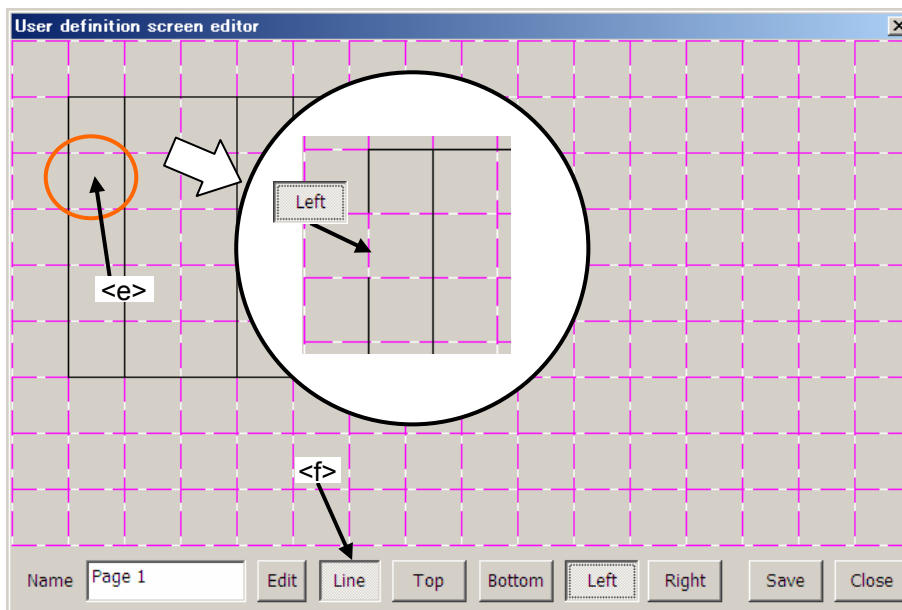 User definition screen editor
Left
<e>
<f>
Name Page 1 Edit Line Top Bottom Left Right Save Close